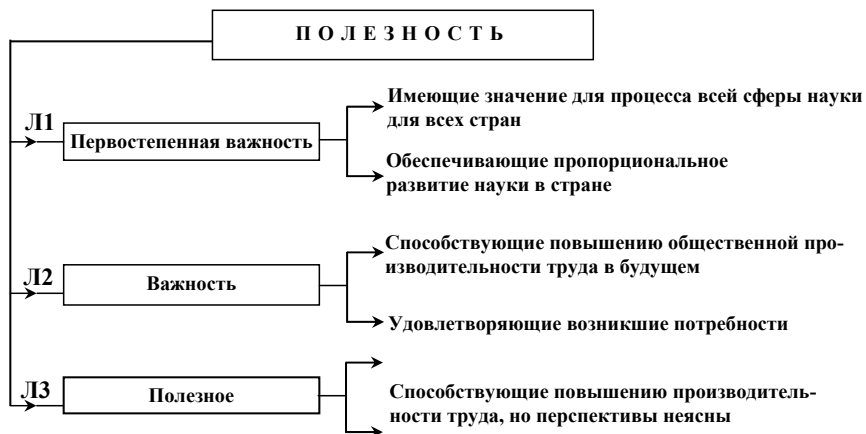 ПОЛЕЗНОСТЬ
Л1
Первостепенная важность
Имеющие значение для процесса всей сферы науки
для всех стран
Обеспечивающие пропорциональное
развитие науки в стране
Л2
Важность
Способствующие повышению общественной про-
изводительности труда в будущем
Удовлетворяющие возникшие потребности
Л3
Полезное
Способствующие повышению производитель-
ности труда, но перспективы неясны